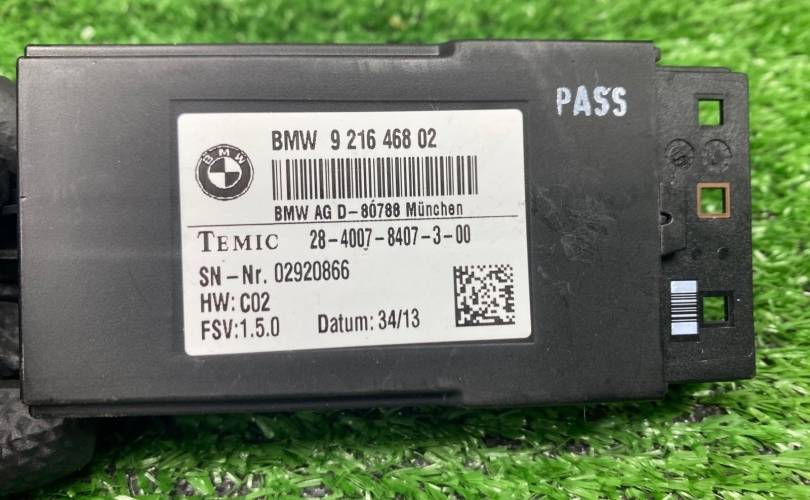 PASS
BMW 9 216 468 02
BMW
BMW AG D-80788 München
TEMIC 28-4007-8407-3-00
SN-Nr. 02920866
HW: C02
FSV:1.5.0 Datum: 34/13